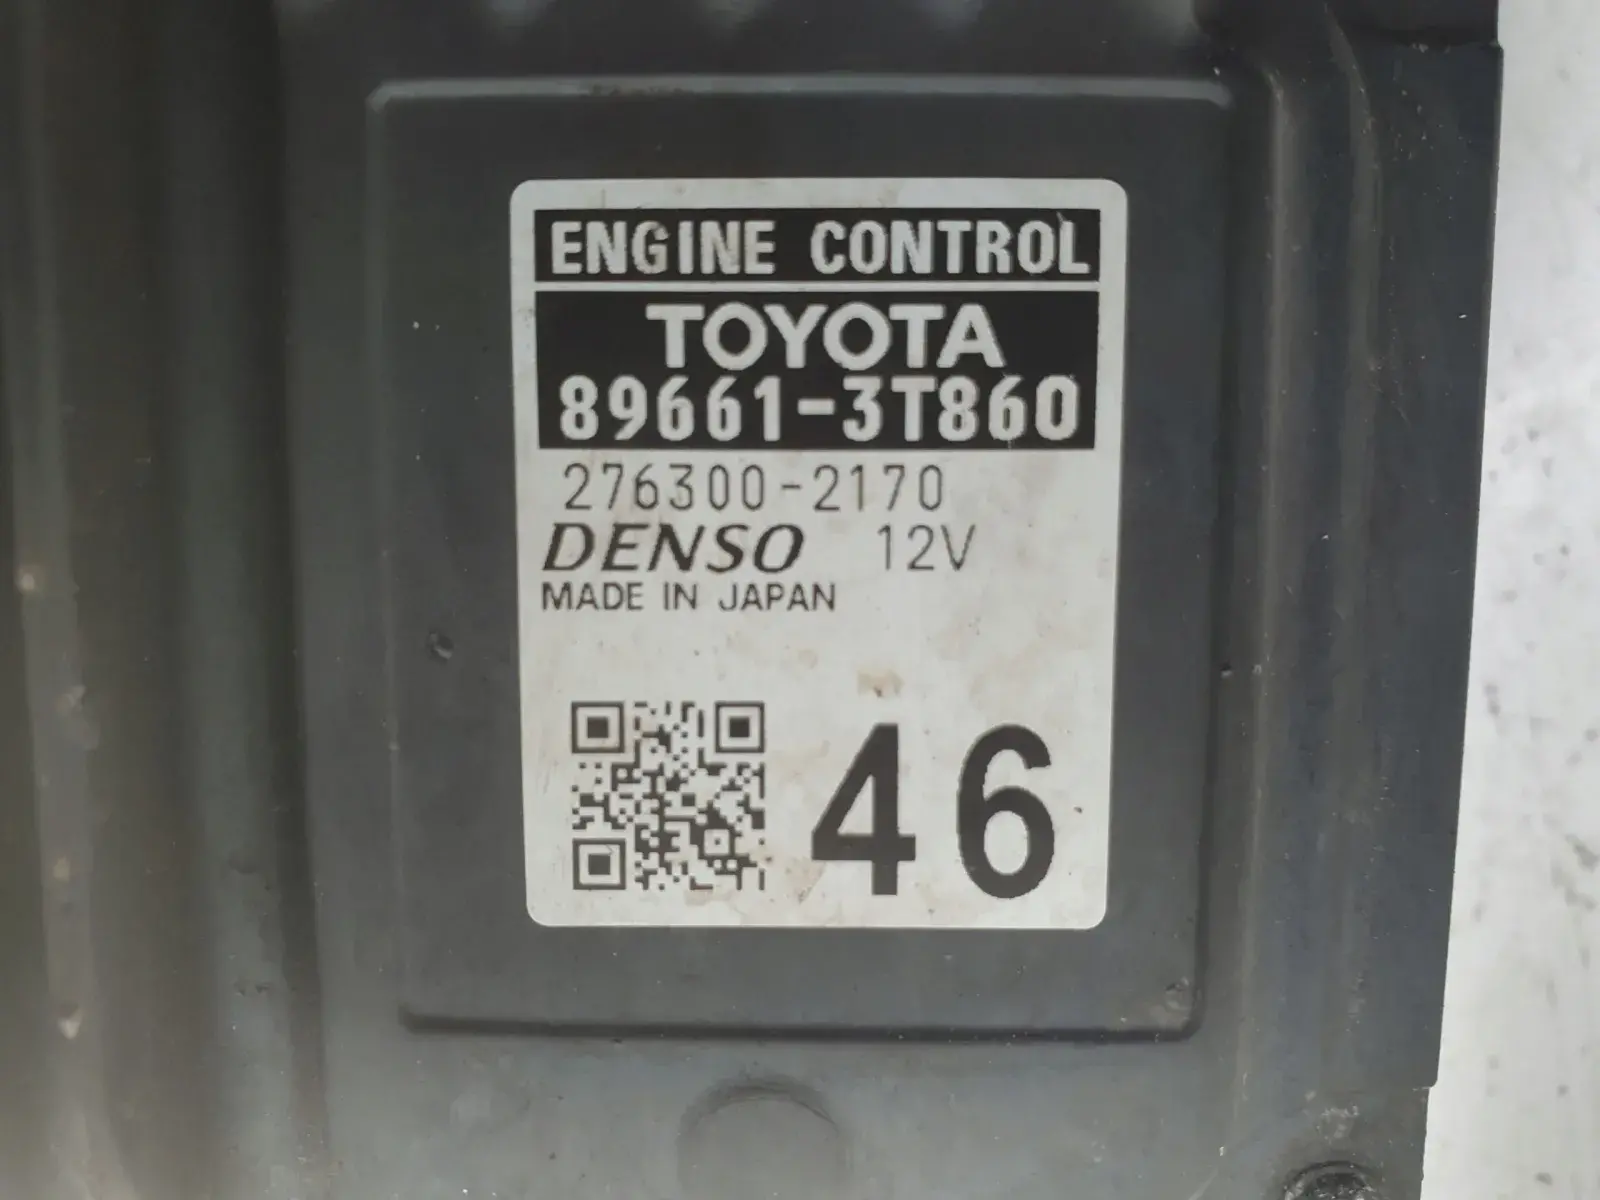 ENGINE CONTROL
TOYOTA
89661-3T860
276300-2170
DENSO 12V
MADE IN JAPAN
46